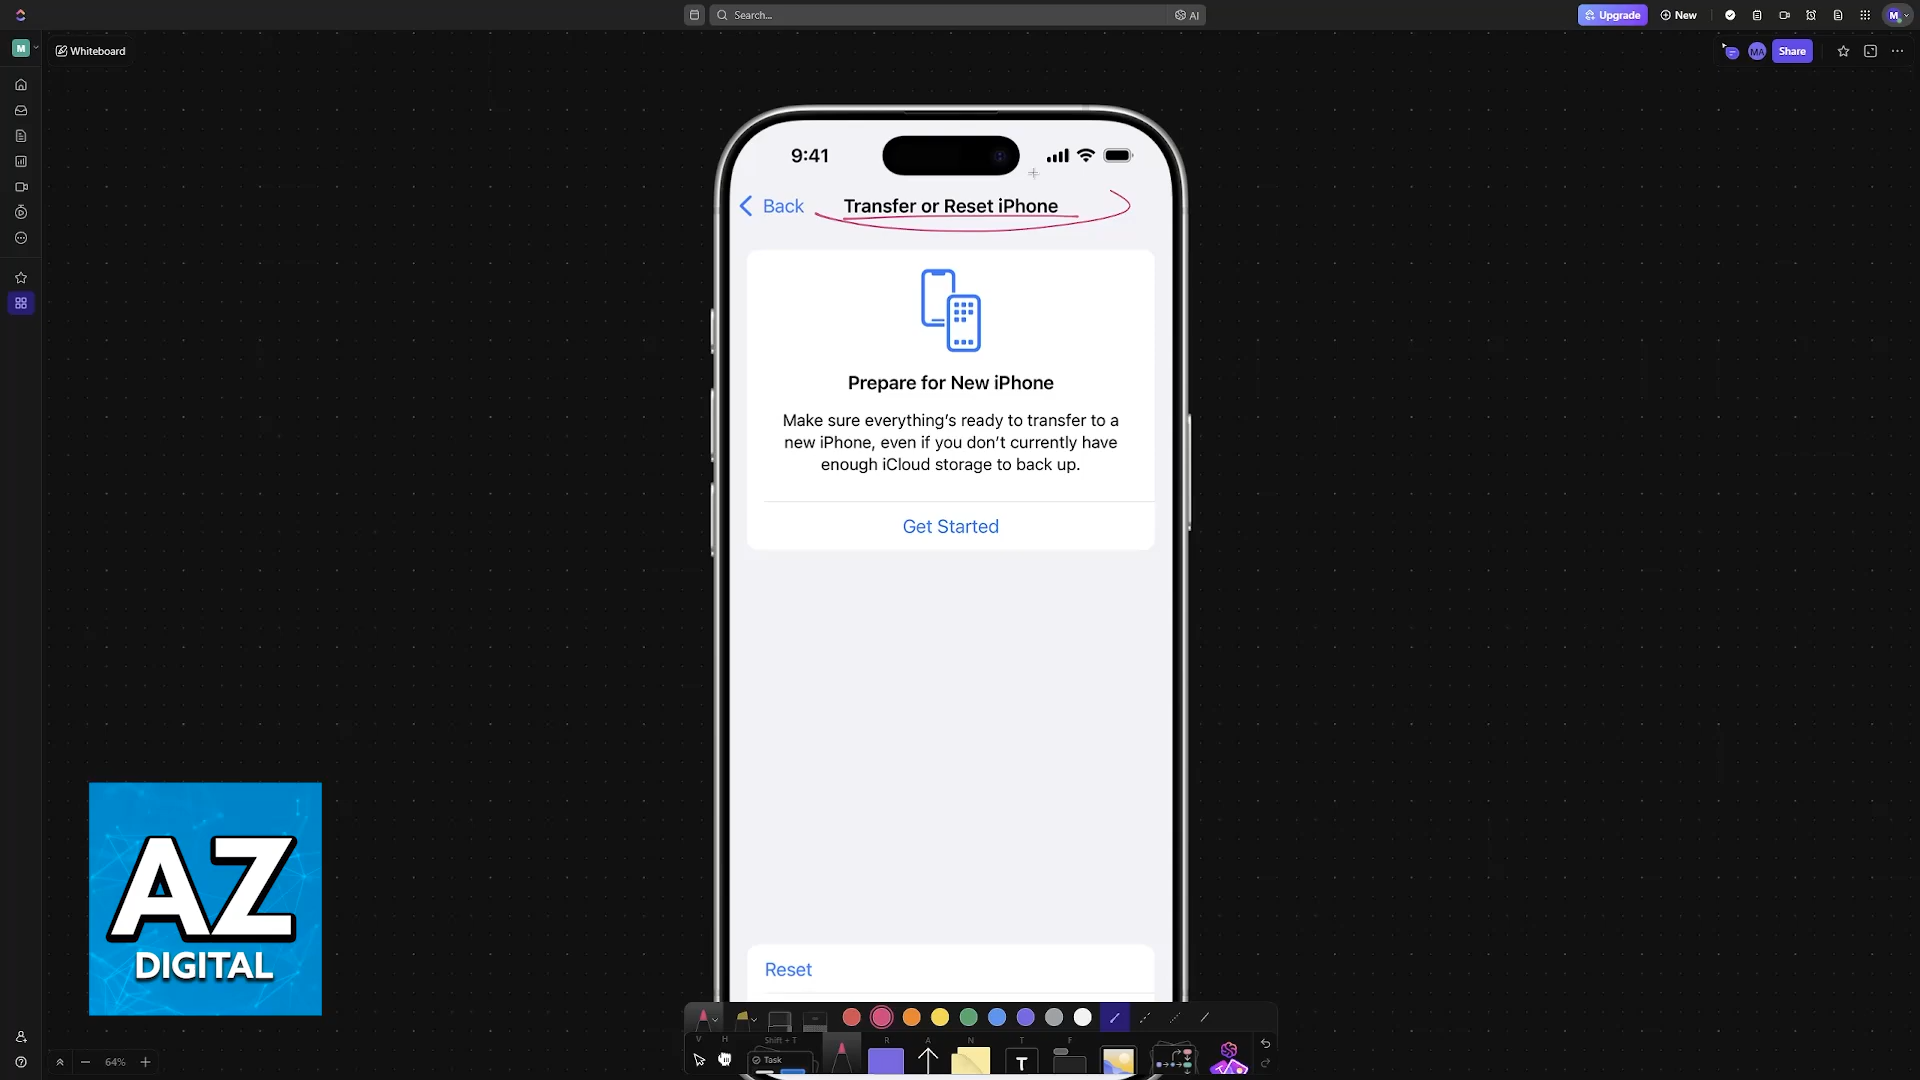 Search...
AI
Upgrade
New
M
M
Whiteboard
MA
Share
9:41
Back
Transfer or Reset iPhone
Prepare for New iPhone
Make sure everything's ready to transfer to a
new iPhone, even if you don't currently have
enough iCloud storage to back up.
Get Started
Reset
AZ
DIGITAL
V
H
Shift + T
R
A
N
T
F
Task
T
64%